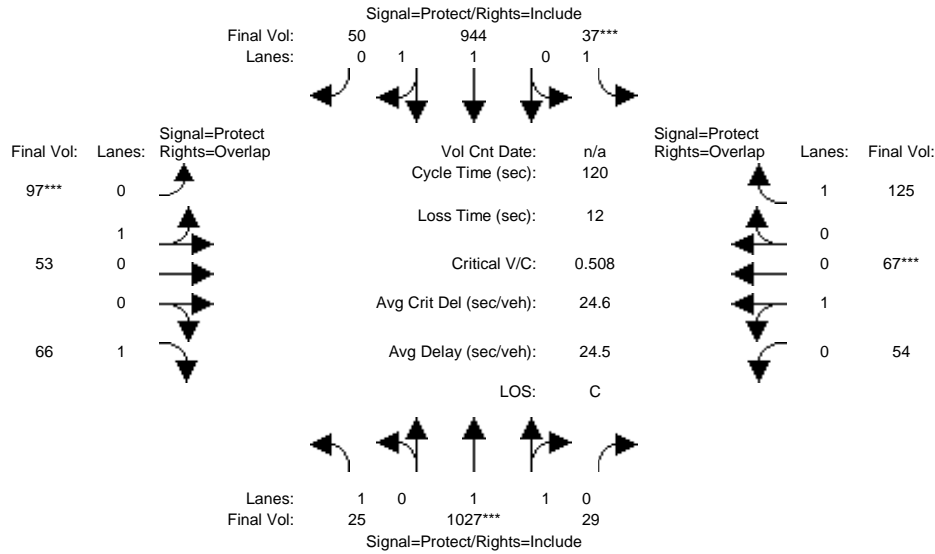 Signal=Protect/Rights=Include
Final Vol: 50 944 37***
Lanes: 0 1 1 0 1
Signal=Protect
Final Vol: Lanes: Rights=Overlap
Vol Cnt Date: n/a
Signal=Protect
Rights=Overlap Lanes: Final Vol:
Cycle Time (sec): 120
97*** 0
1 125
Loss Time (sec): 12
1
0
53 0
Critical V/C: 0.508
0 67***
0
Avg Crit Del (sec/veh): 24.6
1
66 1
Avg Delay (sec/veh): 24.5
0 54
LOS: C
Lanes: 1 0 1 1 0
Final Vol: 25 1027*** 29
Signal=Protect/Rights=Include